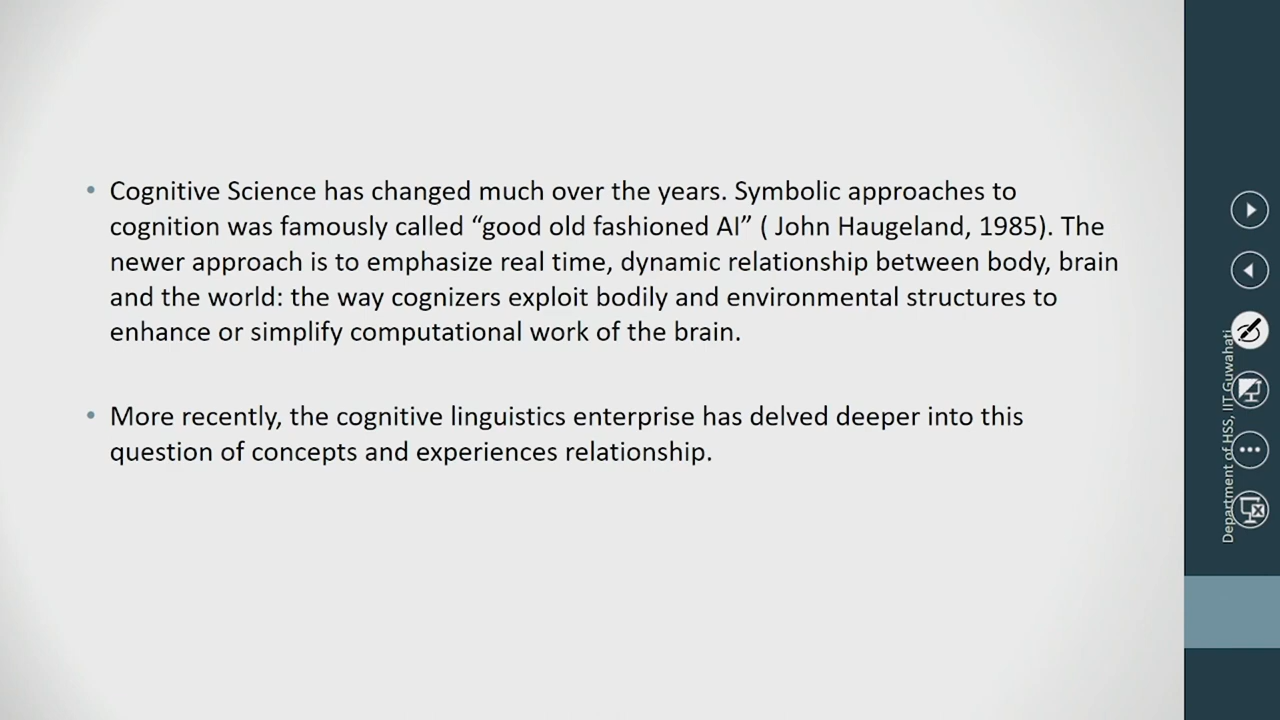 • Cognitive Science has changed much over the years. Symbolic approaches to
cognition was famously called “good old fashioned AI” ( John Haugeland, 1985). The
newer approach is to emphasize real time, dynamic relationship between body, brain
and the world: the way cognizers exploit bodily and environmental structures to
enhance or simplify computational work of the brain.
• More recently, the cognitive linguistics enterprise has delved deeper into this
question of concepts and experiences relationship.
Department of HSS, IIT Guwahati